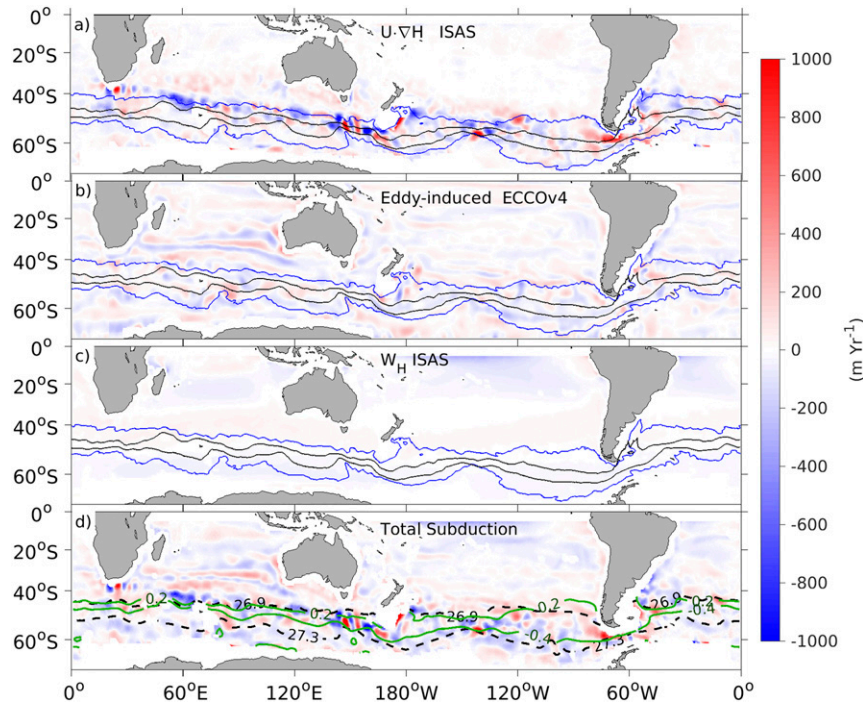 0°
20°S
40°S
60°S
a)
U·∇H ISAS
0°
20°S
40°S
60°S
b)
Eddy-induced ECCOv4
0°
20°S
40°S
60°S
c)
W_H ISAS
0°
20°S
40°S
60°S
d)
Total Subduction
0.2
26.9
0.2
27.3
26.9
0.2
-0.4
27.3
26.9
0.2
-0.4
0°
60°E
120°E
180°W
120°W
60°W
0°
1000
800
600
400
200
0
-200
-400
-600
-800
-1000
(m Yr⁻¹)